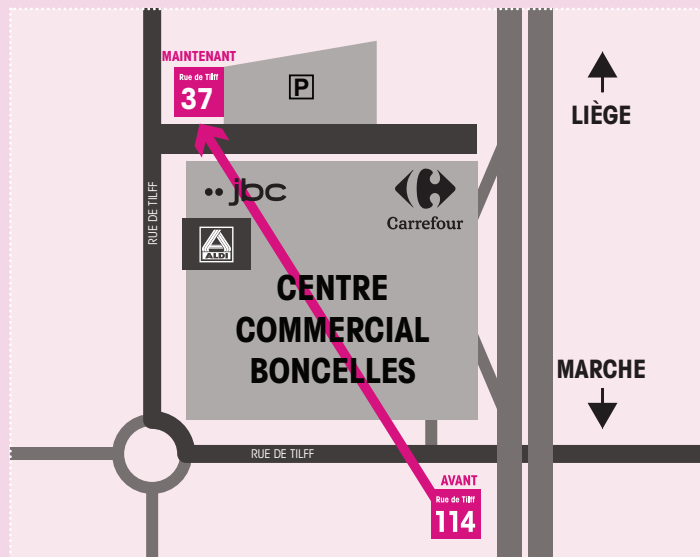 MAINTENANT
Rue de Tilff
37
P
LIÈGE
RUE DE TILFF
jbc
Carrefour
ALDI
CENTRE
COMMERCIAL
BONCELLES
MARCHE
RUE DE TILFF
AVANT
Rue de Tilff
114